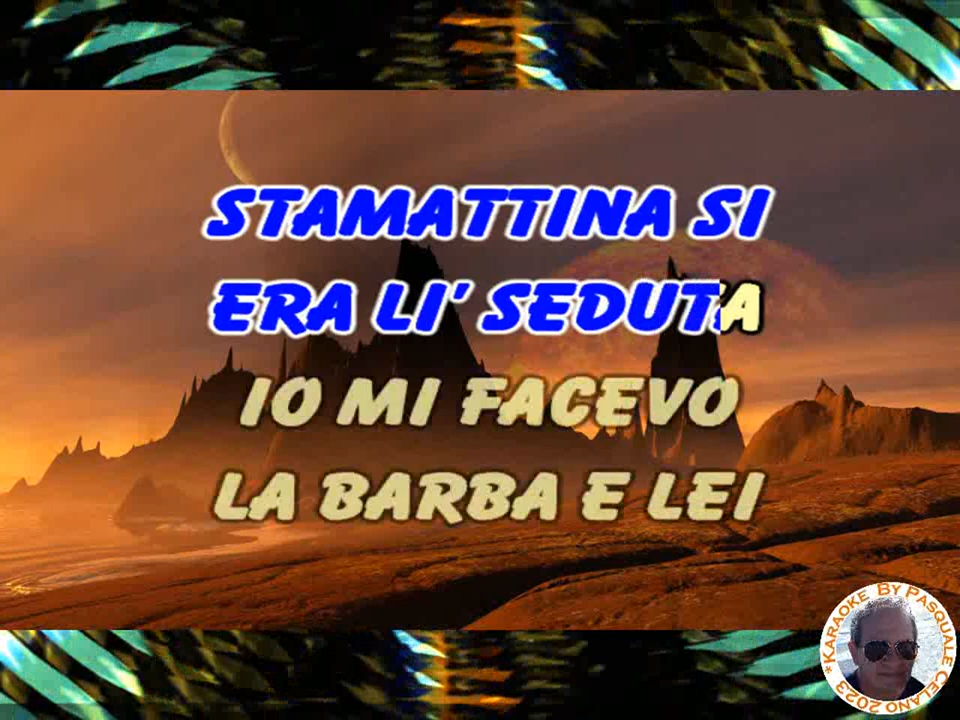 STAMATTINA SI
ERA LI' SEDUTA
IO MI FACEVO
LA BARBA E LEI
*KARAOKE BY PASQUALE CELANO 2023